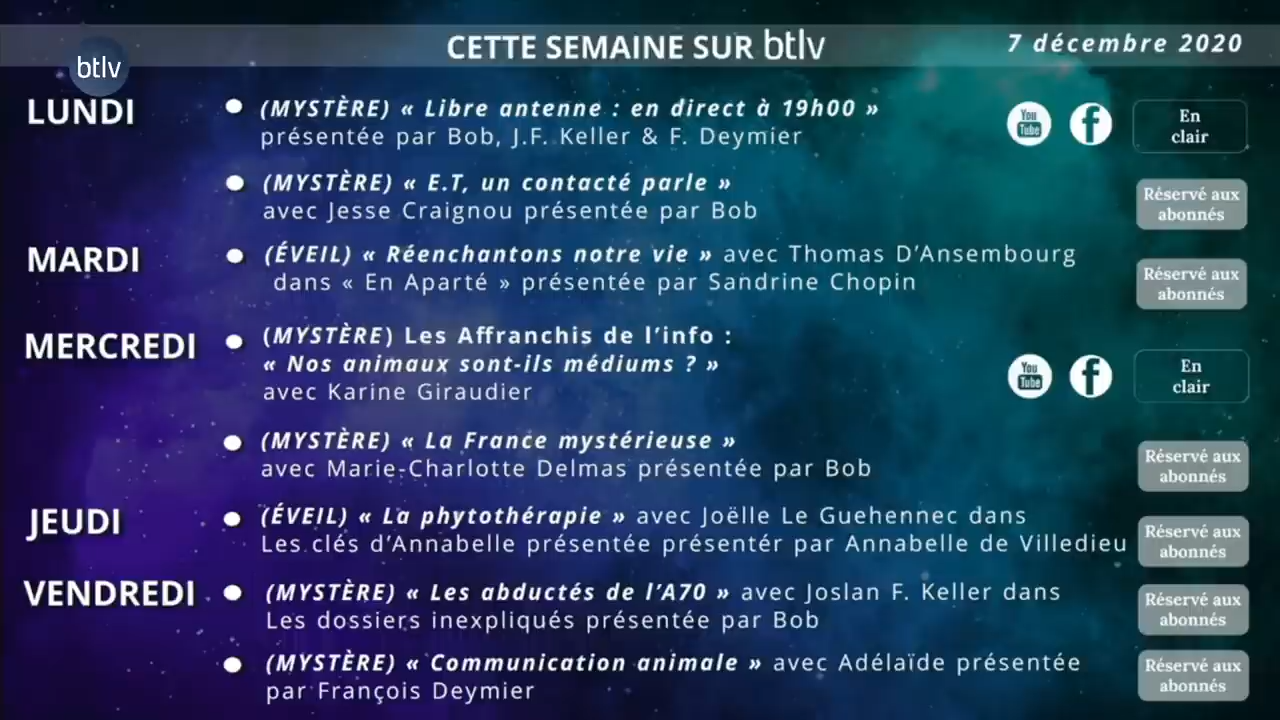 CETTE SEMAINE SUR btlv
7 décembre 2020
btlv
LUNDI
(MYSTÈRE) « Libre antenne : en direct à 19h00 »
présentée par Bob, J.F. Keller & F. Deymier
You
Tube
f
En
clair
(MYSTÈRE) « E.T, un contacté parle »
avec Jesse Craignou présentée par Bob
Réservé aux
abonnés
MARDI
(ÉVEIL) « Réenchantons notre vie » avec Thomas D’Ansembourg
dans « En Aparté » présentée par Sandrine Chopin
Réservé aux
abonnés
MERCREDI
(MYSTÈRE) Les Affranchis de l’info :
« Nos animaux sont-ils médiums ? »
avec Karine Giraudier
You
Tube
f
En
clair
(MYSTÈRE) « La France mystérieuse »
avec Marie-Charlotte Delmas présentée par Bob
Réservé aux
abonnés
JEUDI
(ÉVEIL) « La phytothérapie » avec Joëlle Le Guehennec dans
Les clés d’Annabelle présentée présentér par Annabelle de Villedieu
Réservé aux
abonnés
VENDREDI
(MYSTÈRE) « Les abductés de l’A70 » avec Joslan F. Keller dans
Les dossiers inexpliqués présentée par Bob
Réservé aux
abonnés
(MYSTÈRE) « Communication animale » avec Adélaïde présentée
par François Deymier
Réservé aux
abonnés